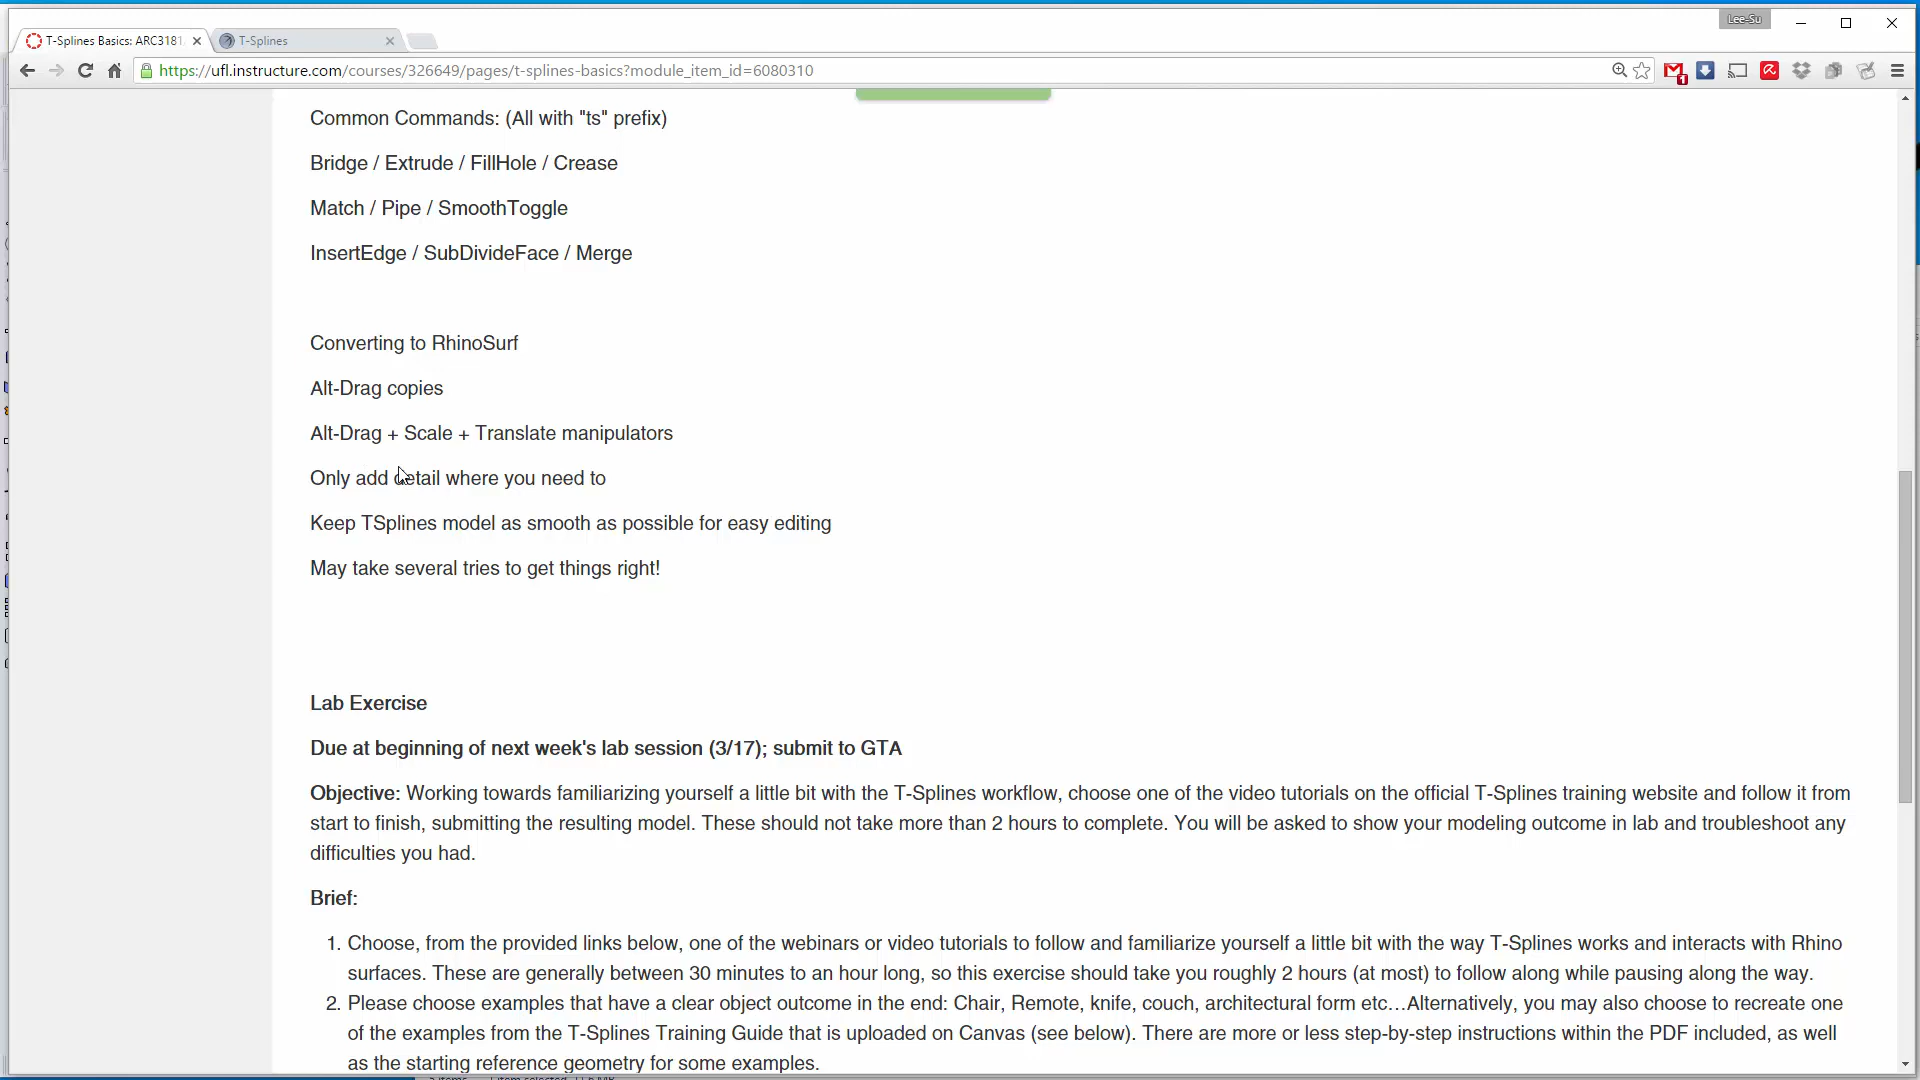 Lee-Su
T-Splines Basics: ARC3181
T-Splines
https://ufl.instructure.com/courses/326649/pages/t-splines-basics?module_item_id=6080310
Common Commands: (All with "ts" prefix)
Bridge / Extrude / FillHole / Crease
Match / Pipe / SmoothToggle
InsertEdge / SubDivideFace / Merge
Converting to RhinoSurf
Alt-Drag copies
Alt-Drag + Scale + Translate manipulators
Only add detail where you need to
Keep TSplines model as smooth as possible for easy editing
May take several tries to get things right!
Lab Exercise
Due at beginning of next week's lab session (3/17); submit to GTA
Objective: Working towards familiarizing yourself a little bit with the T-Splines workflow, choose one of the video tutorials on the official T-Splines training website and follow it from
start to finish, submitting the resulting model. These should not take more than 2 hours to complete. You will be asked to show your modeling outcome in lab and troubleshoot any
difficulties you had.
Brief:
1. Choose, from the provided links below, one of the webinars or video tutorials to follow and familiarize yourself a little bit with the way T-Splines works and interacts with Rhino
surfaces. These are generally between 30 minutes to an hour long, so this exercise should take you roughly 2 hours (at most) to follow along while pausing along the way.
2. Please choose examples that have a clear object outcome in the end: Chair, Remote, knife, couch, architectural form etc…Alternatively, you may also choose to recreate one
of the examples from the T-Splines Training Guide that is uploaded on Canvas (see below). There are more or less step-by-step instructions within the PDF included, as well
as the starting reference geometry for some examples.